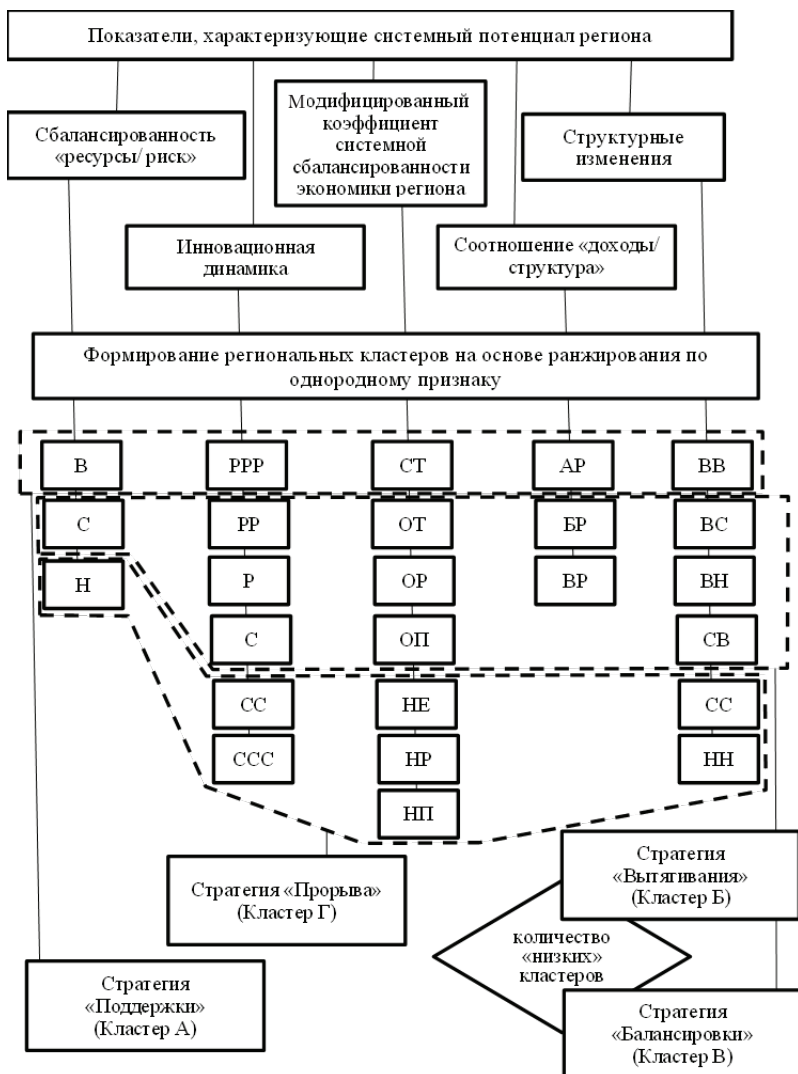 Показатели, характеризующие системный потенциал региона
Сбалансированность
«ресурсы/ риск»
Модифицированный
коэффициент
системной
сбалансированности
экономики региона
Структурные
изменения
Инновационная
динамика
Соотношение «доходы/
структура»
Формирование региональных кластеров на основе ранжирования по
однородному признаку
В
РРР
СТ
АР
ВВ
С
РР
ОТ
БР
ВС
Н
Р
ОР
ВР
ВН
С
ОП
СВ
СС
НЕ
СС
ССС
НР
НН
НП
Стратегия «Прорыва»
(Кластер Г)
Стратегия
«Вытягивания»
(Кластер Б)
количество
«низких»
кластеров
Стратегия
«Поддержки»
(Кластер А)
Стратегия
«Балансировки»
(Кластер В)